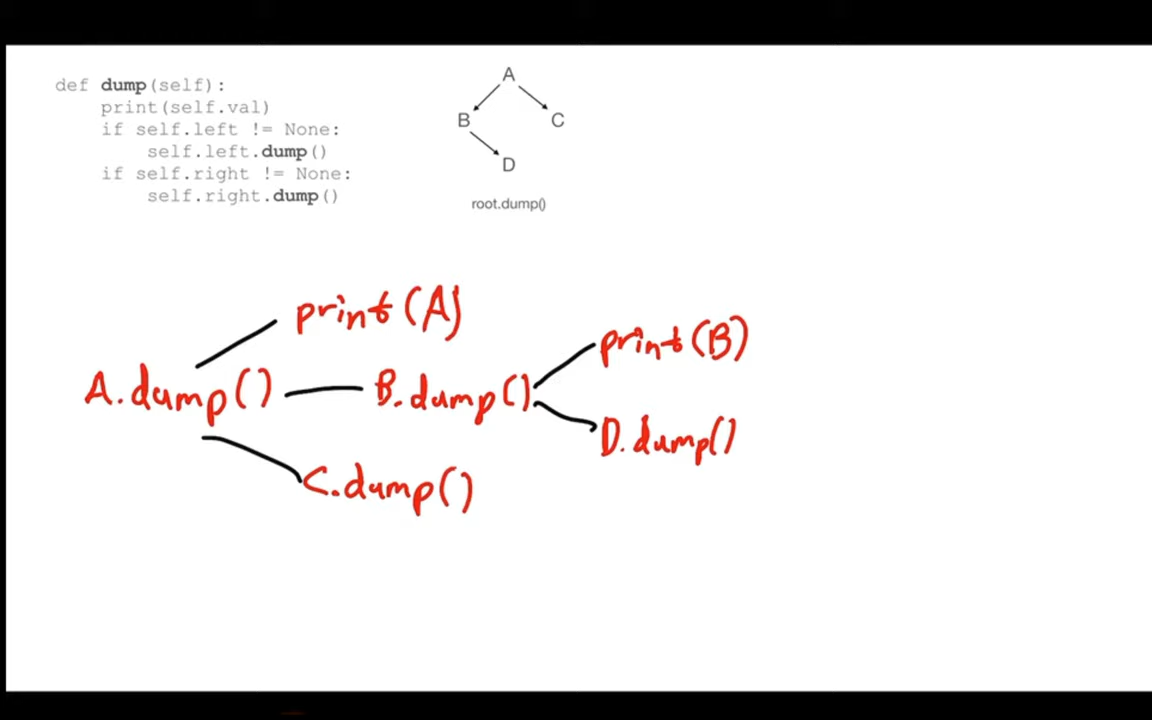 def dump(self):
print(self.val)
if self.left != None:
self.left.dump()
if self.right != None:
self.right.dump()
A
B
C
D
root.dump()
print(A)
print(B)
A.dump()
B.dump()
D.dump()
C.dump()